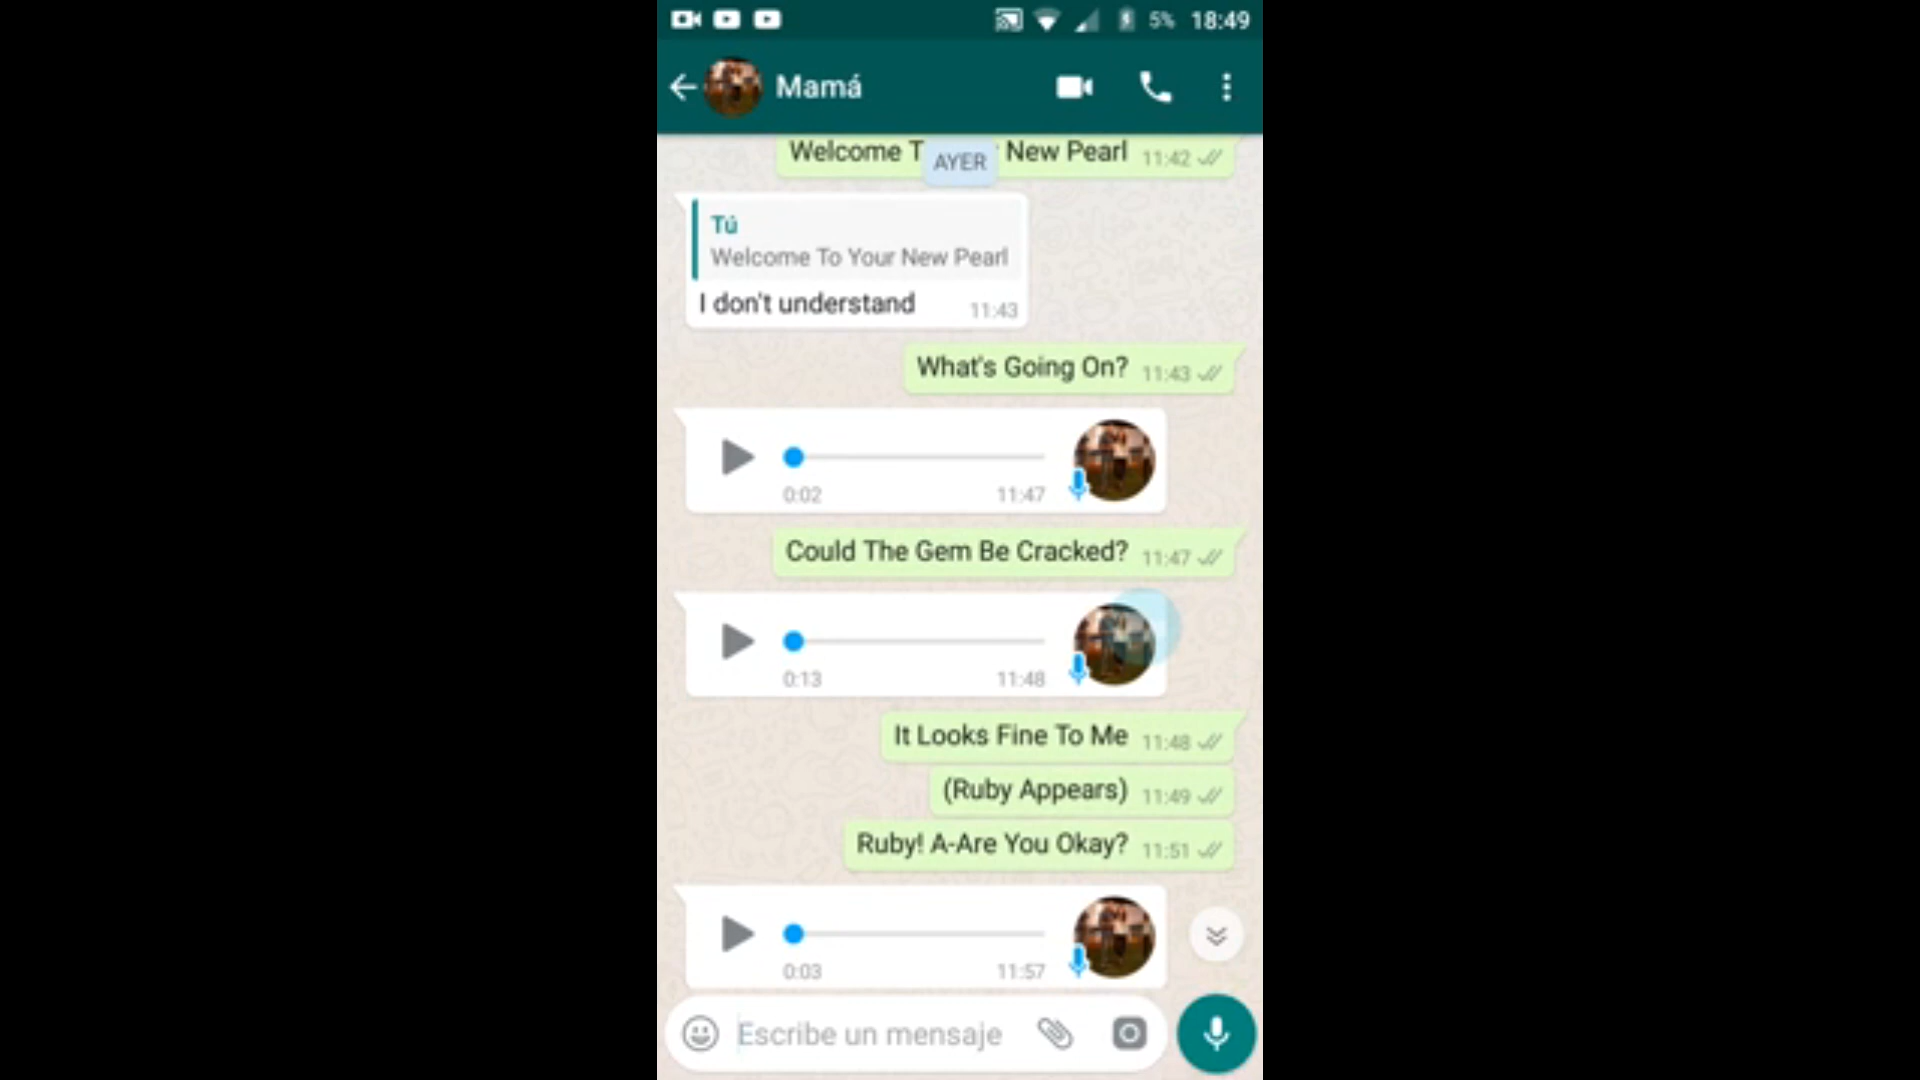 5% 18:49
Mamá
Welcome T New Pearl 11:42
AYER
Tú
Welcome To Your New Pearl
I don't understand 11:43
What's Going On? 11:43
0:02 11:47
Could The Gem Be Cracked? 11:47
0:13 11:48
It Looks Fine To Me 11:48
(Ruby Appears) 11:49
Ruby! A-Are You Okay? 11:51
0:03 11:57
Escribe un mensaje